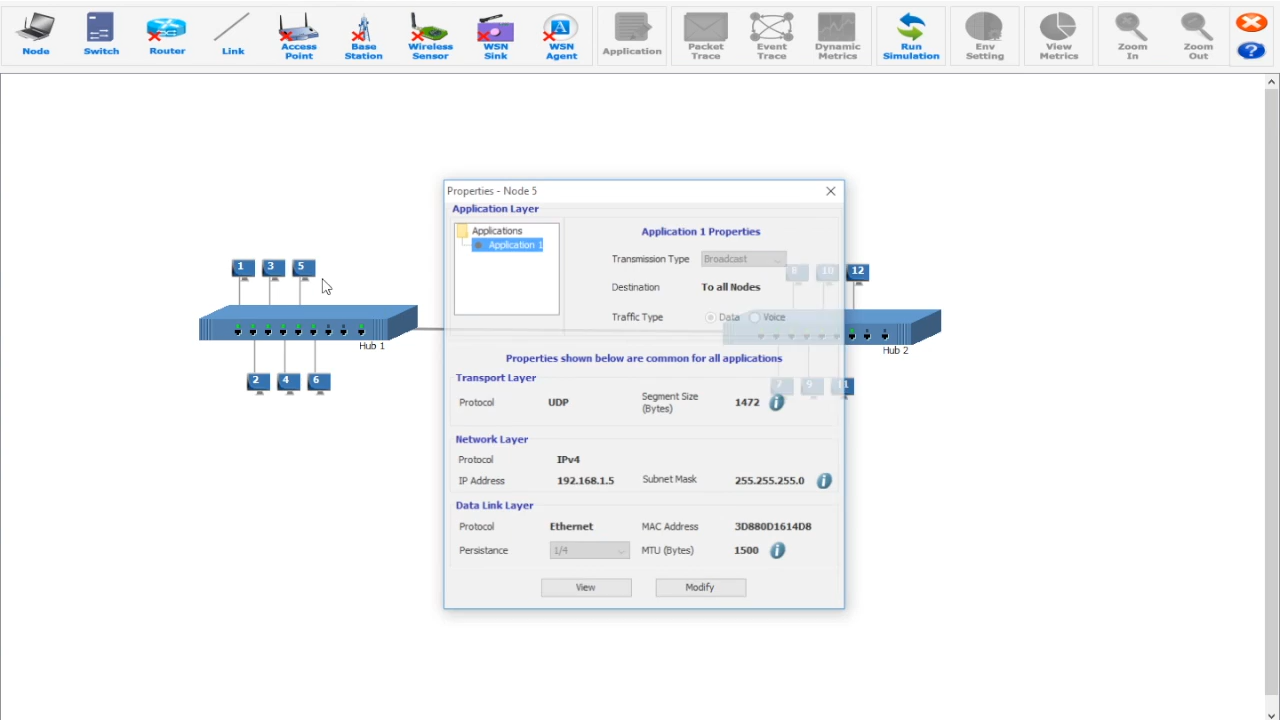 Node Switch Router Link Access Point Base Station Wireless Sensor WSN Sink WSN Agent Application Packet Trace Event Trace Dynamic Metrics Run Simulation Env Setting View Metrics Zoom In Zoom Out ?
Properties - Node 5
Application Layer
Applications
Application 1
Application 1 Properties
Transmission Type Broadcast
Destination To all Nodes
Traffic Type Data Voice
Properties shown below are common for all applications
Transport Layer
Protocol UDP Segment Size (Bytes) 1472 i
Network Layer
Protocol IPv4
IP Address 192.168.1.5 Subnet Mask 255.255.255.0 i
Data Link Layer
Protocol Ethernet MAC Address 3D880D1614D8
Persistance 1/4 MTU (Bytes) 1500 i
View Modify
1 3 5
Hub 1
2 4 6
8 10 12
Hub 2
7 9 11